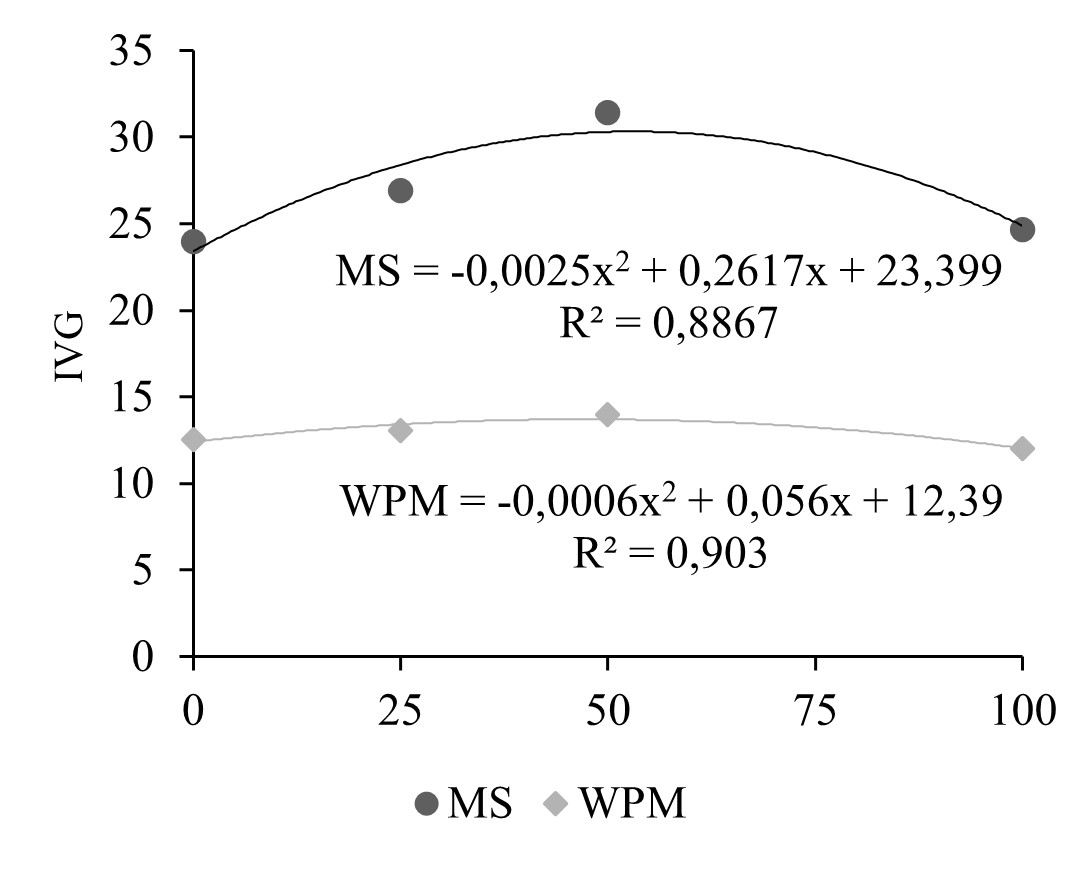 35
30
25
MS = -0,0025x² + 0,2617x + 23,399
R² = 0,8867
20
IVG
15
10
WPM = -0,0006x² + 0,056x + 12,39
R² = 0,903
5
0
0 25 50 75 100
MS WPM